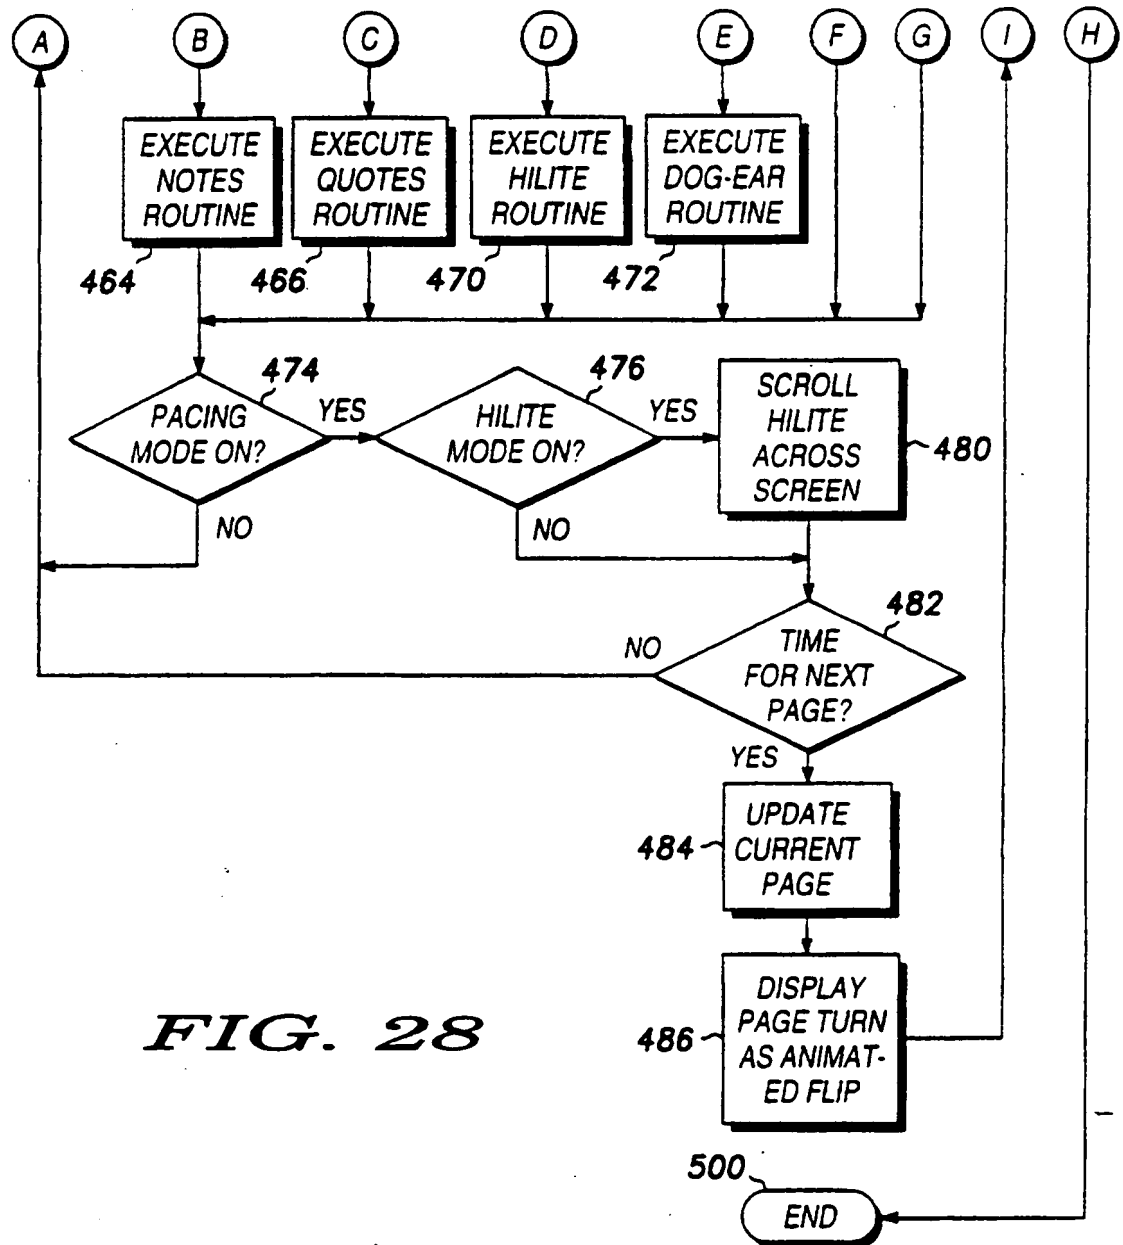 A B C D E F G I H
EXECUTE
NOTES
ROUTINE
464
EXECUTE
QUOTES
ROUTINE
466
EXECUTE
HILITE
ROUTINE
470
EXECUTE
DOG-EAR
ROUTINE
472
PACING
MODE ON?
474
YES
NO
HILITE
MODE ON?
476
YES
NO
SCROLL
HILITE
ACROSS
SCREEN
480
TIME
FOR NEXT
PAGE?
482
NO
YES
UPDATE
CURRENT
PAGE
484
DISPLAY
PAGE TURN
AS ANIMAT-
ED FLIP
486
FIG. 28
500
END